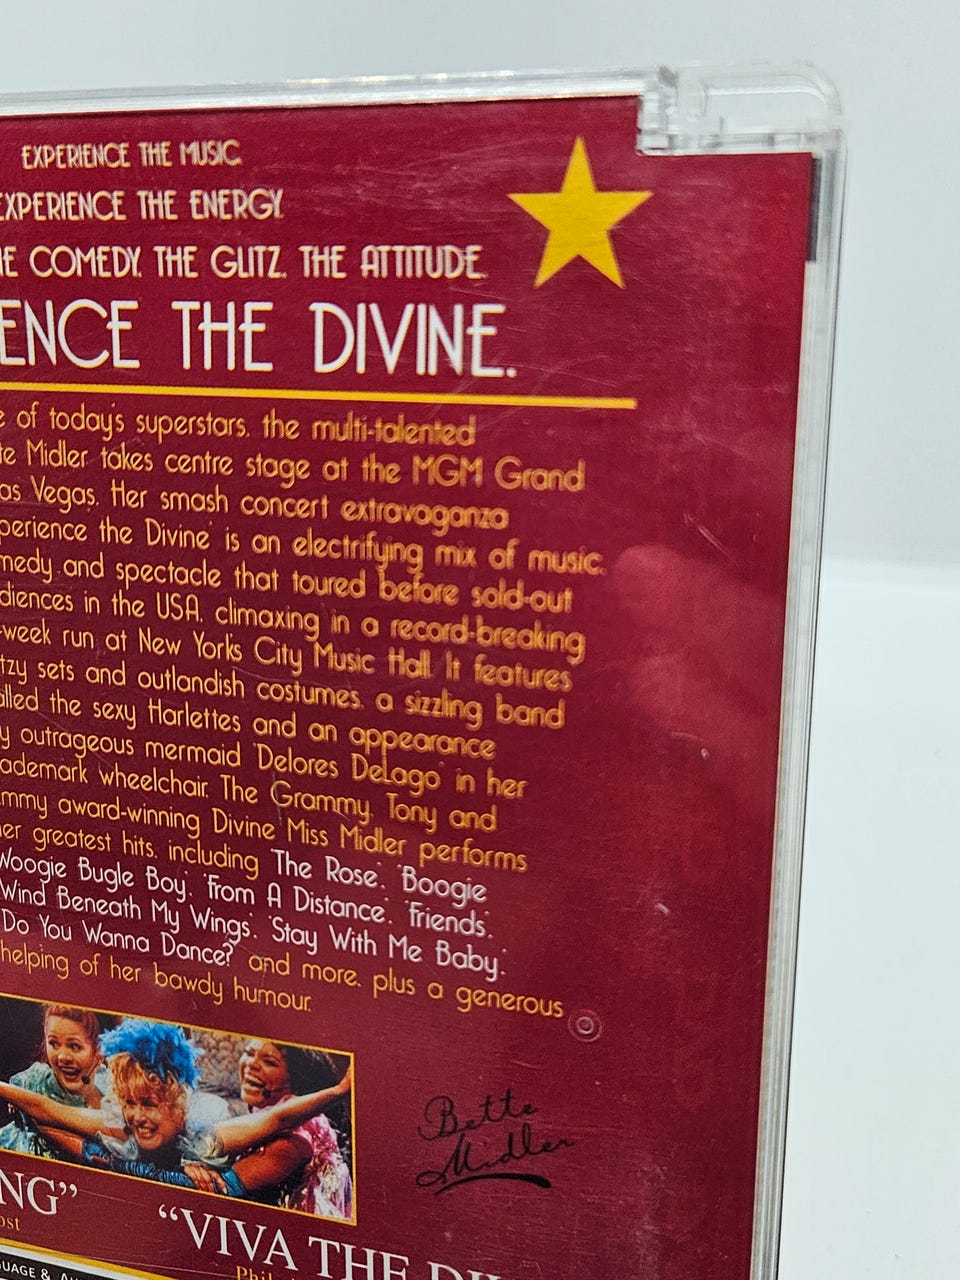 EXPERIENCE THE MUSIC.
EXPERIENCE THE ENERGY.
THE COMEDY. THE GLITZ. THE ATTITUDE.
ENCE THE DIVINE.
of today's superstars, the multi-talented
Midler takes centre stage at the MGM Grand
as Vegas. Her smash concert extravaganza
perience the Divine' is an electrifying mix of music,
medy and spectacle that toured before sold-out
diences in the USA, climaxing in a record-breaking
-week run at New York's City Music Hall. It features
tzy sets and outlandish costumes, a sizzling band
alled the sexy Harlettes and an appearance
y outrageous mermaid 'Delores DeLago' in her
ademark wheelchair. The Grammy, Tony and
mmy award-winning Divine Miss Midler performs
er greatest hits, including 'The Rose', 'Boogie
Woogie Bugle Boy', 'From A Distance', 'Friends',
Wind Beneath My Wings', 'Stay With Me Baby',
Do You Wanna Dance?' and more, plus a generous
helping of her bawdy humour.
Bette
Midler
NG"
ost
"VIVA THE DI
Phil
GUAGE &